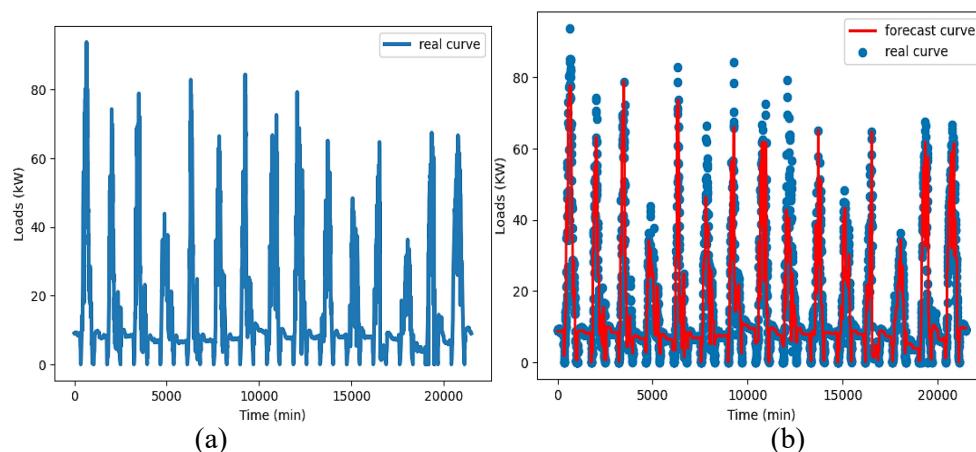 real curve
80
60
40
20
0
Loads (kW)
0 5000 10000 15000 20000
Time (min)
(a)
forecast curve
real curve
80
60
40
20
0
Loads (KW)
0 5000 10000 15000 20000
Time (min)
(b)